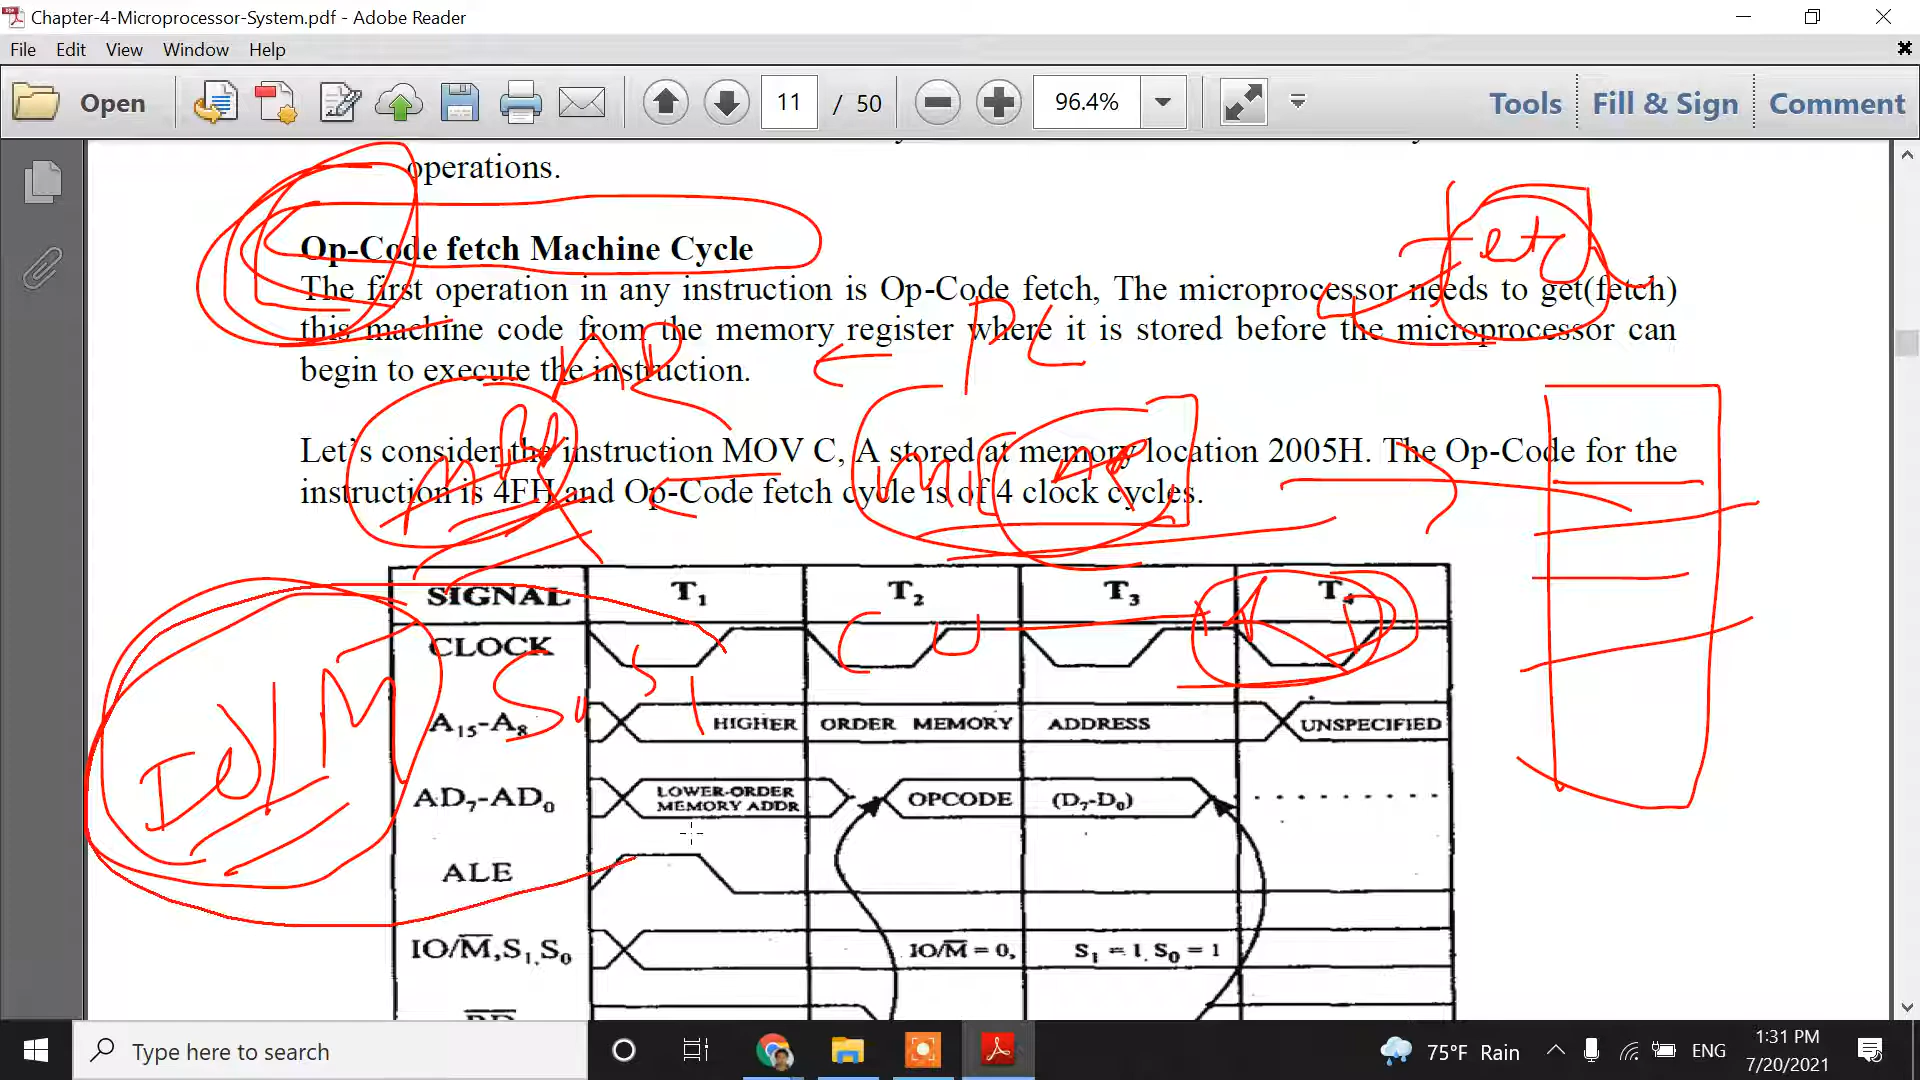 Chapter-4-Microprocessor-System.pdf - Adobe Reader
File Edit View Window Help
Open 11 / 50 96.4% Tools Fill & Sign Comment
operations.
Op-Code fetch Machine Cycle
etc
The first operation in any instruction is Op-Code fetch, The microprocessor needs to get(fetch)
this machine code from the memory register where it is stored before the microprocessor can
begin to execute the instruction.
Let's consider the instruction MOV C, A stored at memory location 2005H. The Op-Code for the
instruction is 4FH and Op-Code fetch cycle is of 4 clock cycles.
SIGNAL T1 T2 T3 T4
CLOCK
A15-A8 HIGHER ORDER MEMORY ADDRESS UNSPECIFIED
AD7-AD0 LOWER-ORDER MEMORY ADDR OPCODE (D7-D0)
ALE
IO/M̅,S1,S0 IO/M̅ = 0, S1 = 1, S0 = 1
IO/M
Type here to search 75°F Rain ENG 1:31 PM
7/20/2021